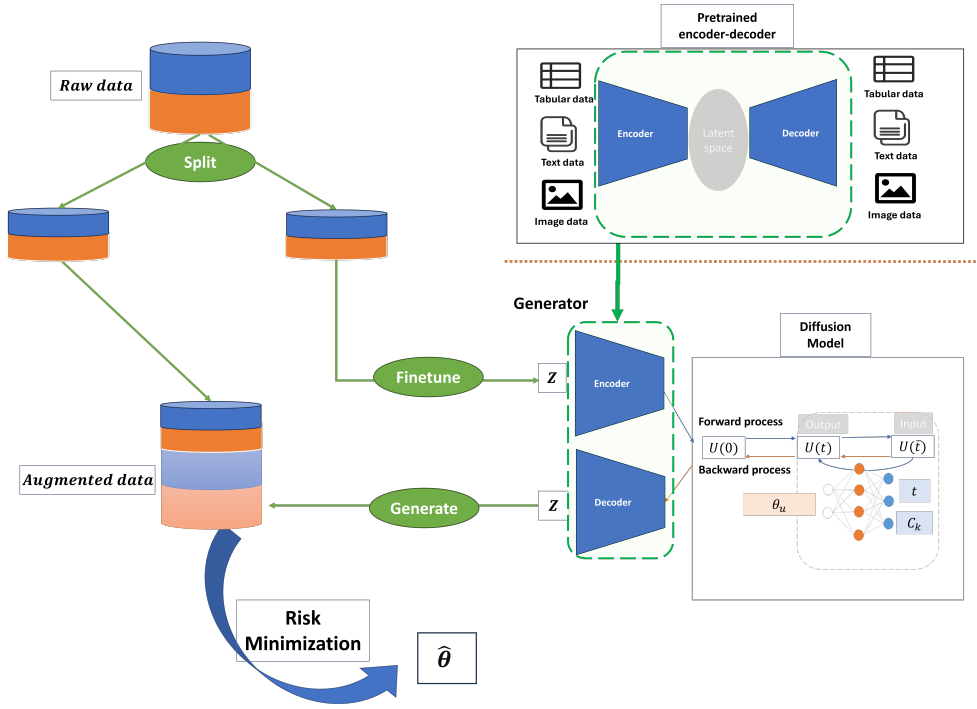 Pretrained
encoder-decoder
Raw data
Tabular data
Tabular data
Encoder
Latent
space
Decoder
Text data
Text data
Split
Image data
Image data
Generator
Diffusion
Model
Finetune
Z
Encoder
Forward process
Output
Input
U(0)
U(t)
U(t̄)
Backward process
Augmented data
Generate
Z
Decoder
θ_u
t
C_k
Risk
Minimization
θ̂